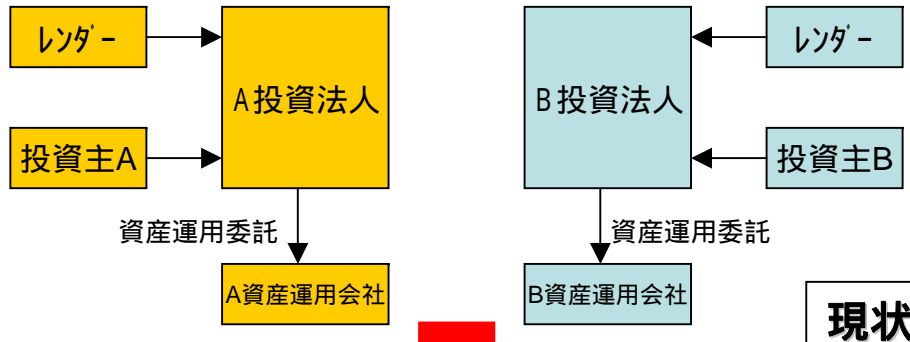 ﾚﾝﾀﾞｰ
A投資法人
投資主A
資産運用委託
A資産運用会社
B投資法人
ﾚﾝﾀﾞｰ
投資主B
資産運用委託
B資産運用会社
現状